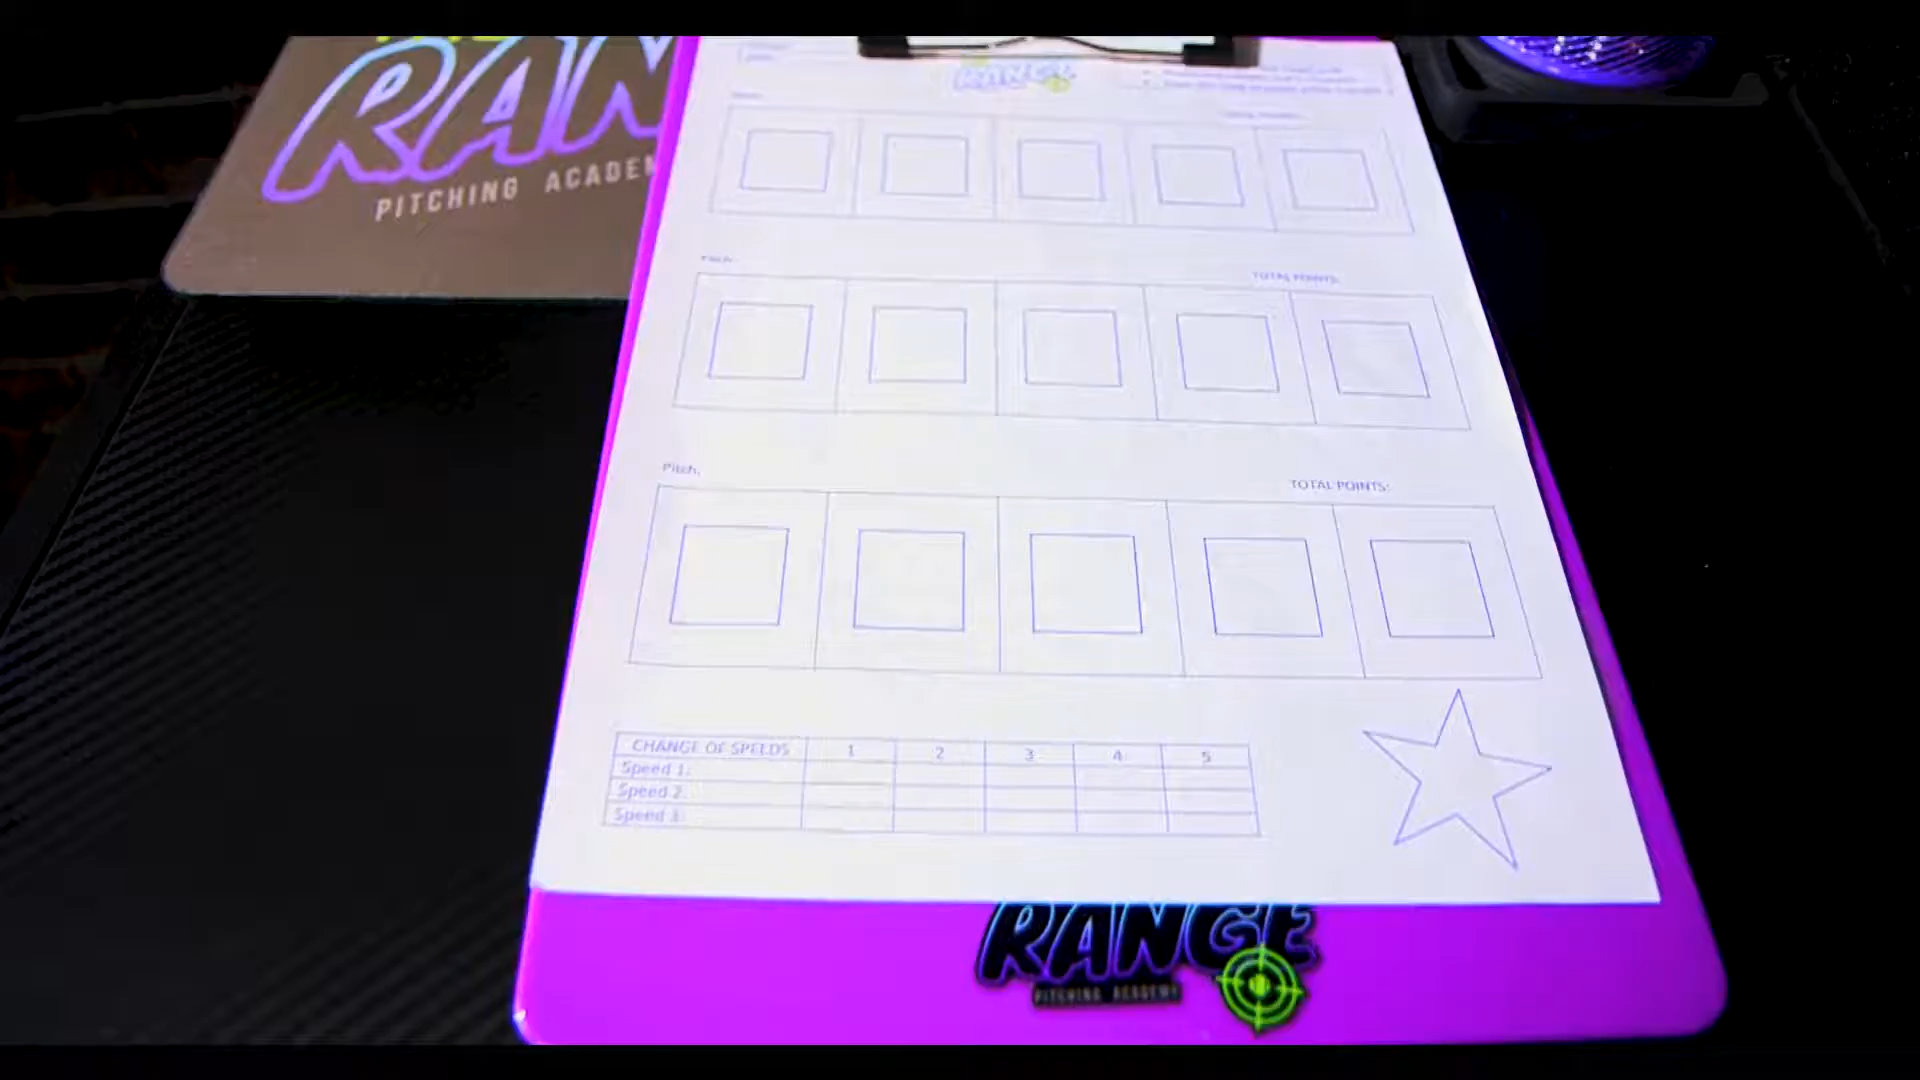 RAN
PITCHING ACADEM
RANGE
Pitch:
TOTAL POINTS:
Pitch:
TOTAL POINTS:
CHANGE OF SPEEDS 1 2 3 4 5
Speed 1:
Speed 2:
Speed 3:
RANGE
PITCHING ACADEMY